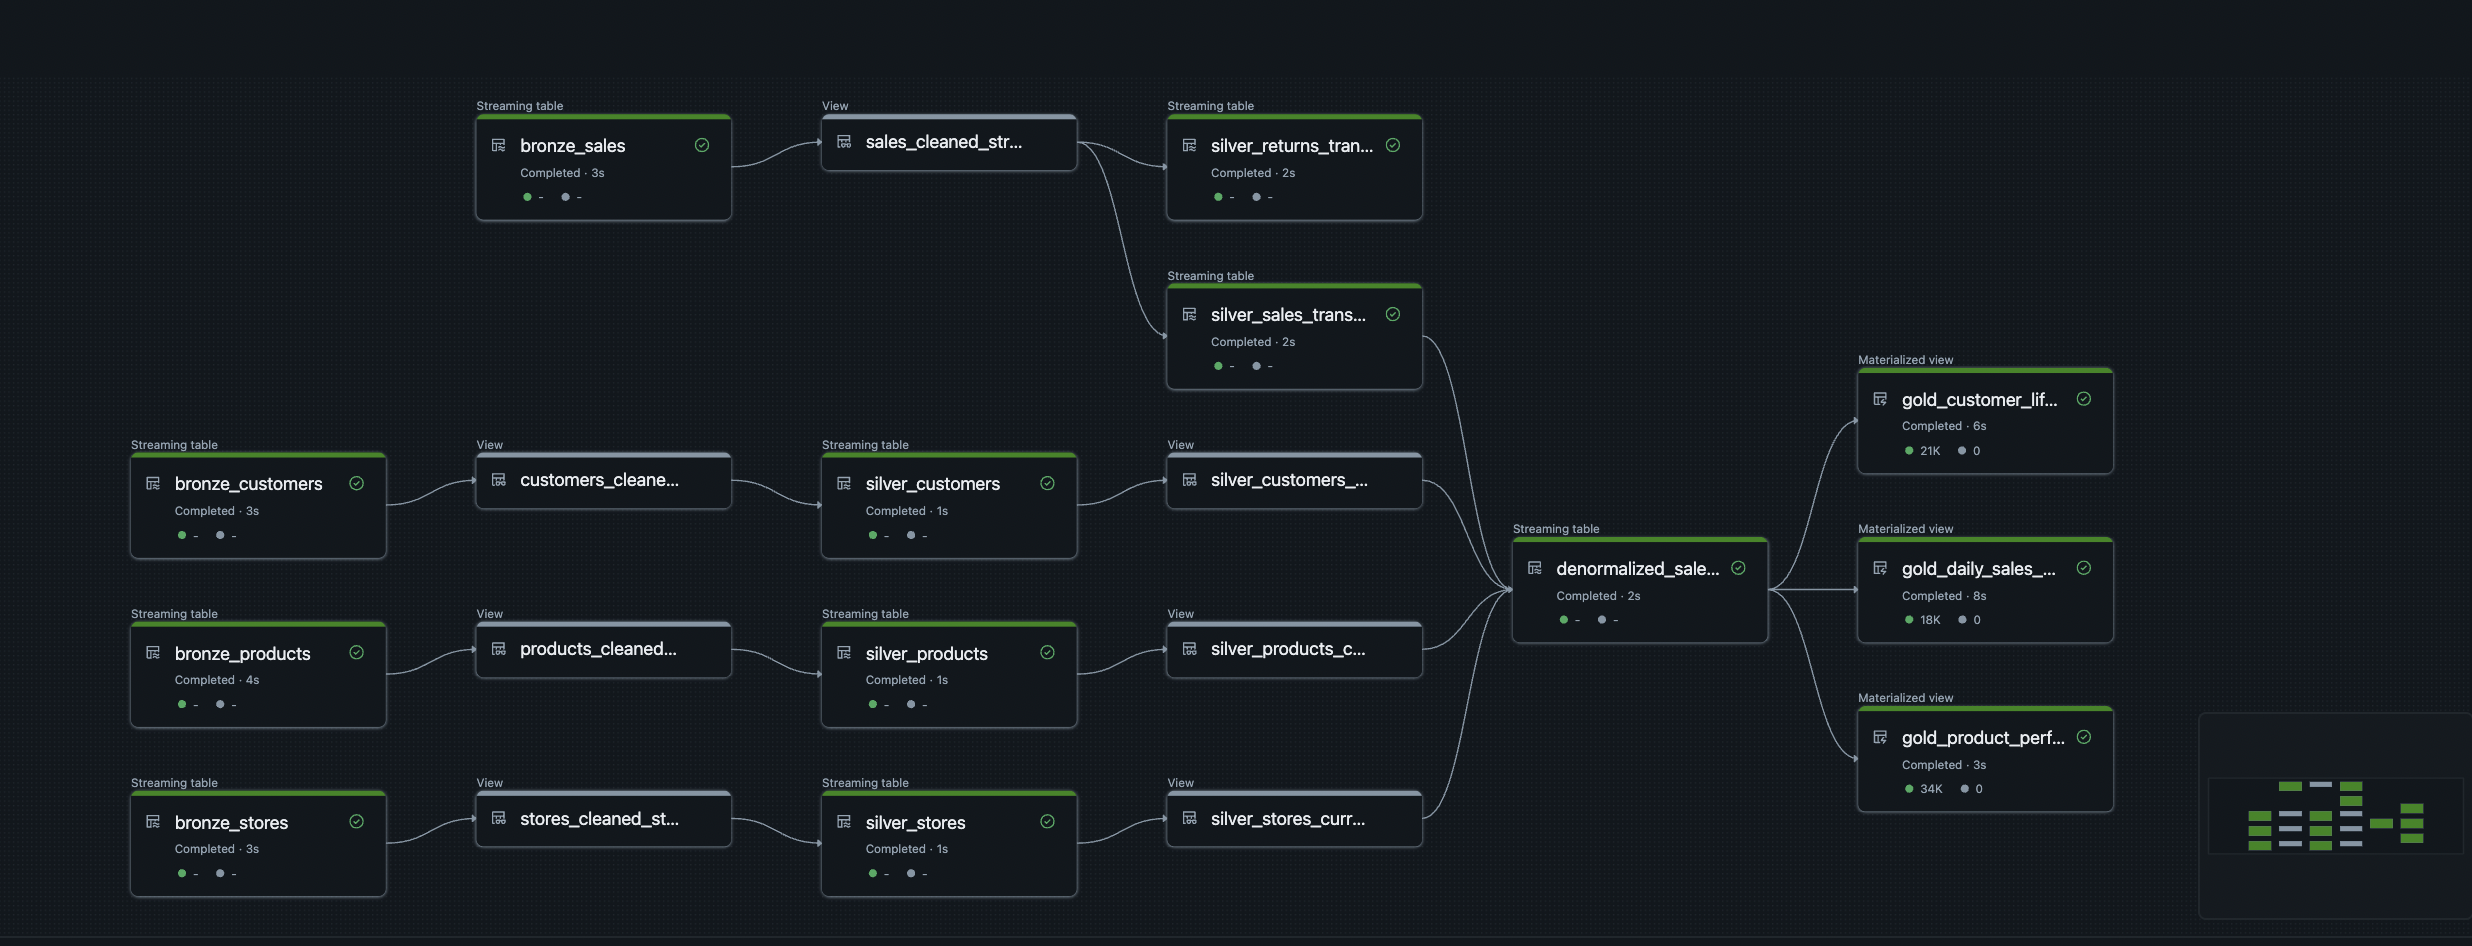 Streaming table
bronze_sales
Completed · 3s
- -
View
sales_cleaned_str...
Streaming table
silver_returns_tran...
Completed · 2s
- -
Streaming table
silver_sales_trans...
Completed · 2s
- -
Materialized view
gold_customer_lif...
Completed · 6s
21K 0
Streaming table
bronze_customers
Completed · 3s
- -
View
customers_cleane...
Streaming table
silver_customers
Completed · 1s
- -
View
silver_customers_...
Streaming table
denormalized_sale...
Completed · 2s
- -
Materialized view
gold_daily_sales_...
Completed · 8s
18K 0
Streaming table
bronze_products
Completed · 4s
- -
View
products_cleaned...
Streaming table
silver_products
Completed · 1s
- -
View
silver_products_c...
Materialized view
gold_product_perf...
Completed · 3s
34K 0
Streaming table
bronze_stores
Completed · 3s
- -
View
stores_cleaned_st...
Streaming table
silver_stores
Completed · 1s
- -
View
silver_stores_curr...